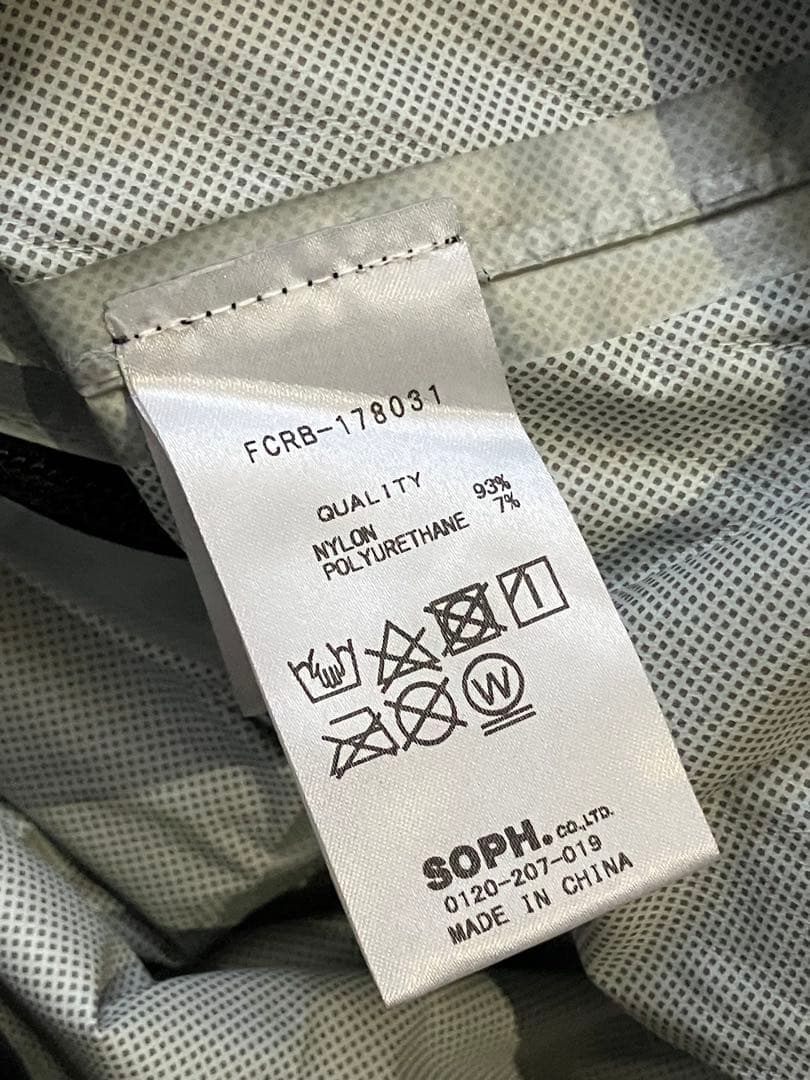 FCRB-178031
QUALITY
NYLON 93%
POLYURETHANE 7%
W
SOPH. CO.,LTD.
0120-207-019
MADE IN CHINA